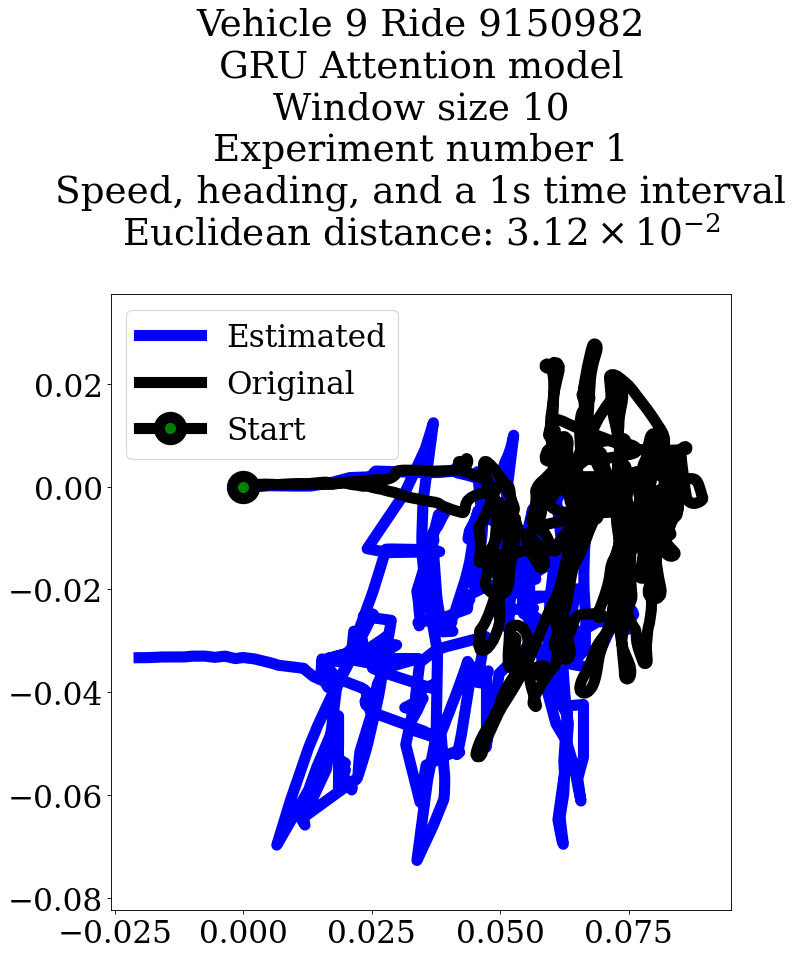 Vehicle 9 Ride 9150982
GRU Attention model
Window size 10
Experiment number 1
Speed, heading, and a 1s time interval
Euclidean distance: 3.12 × 10⁻²
Estimated
Original
Start
0.02
0.00
−0.02
−0.04
−0.06
−0.08
−0.025 0.000 0.025 0.050 0.075